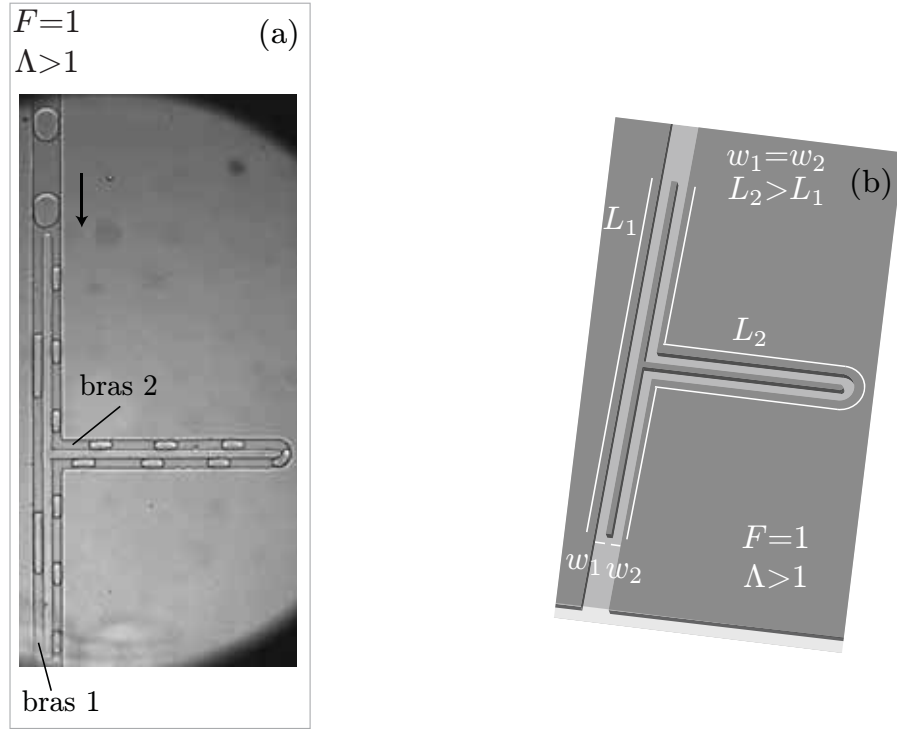 F=1
Λ>1
(a)
bras 2
bras 1
w₁=w₂
L₂>L₁
(b)
L₁
L₂
w₁ w₂
F=1
Λ>1